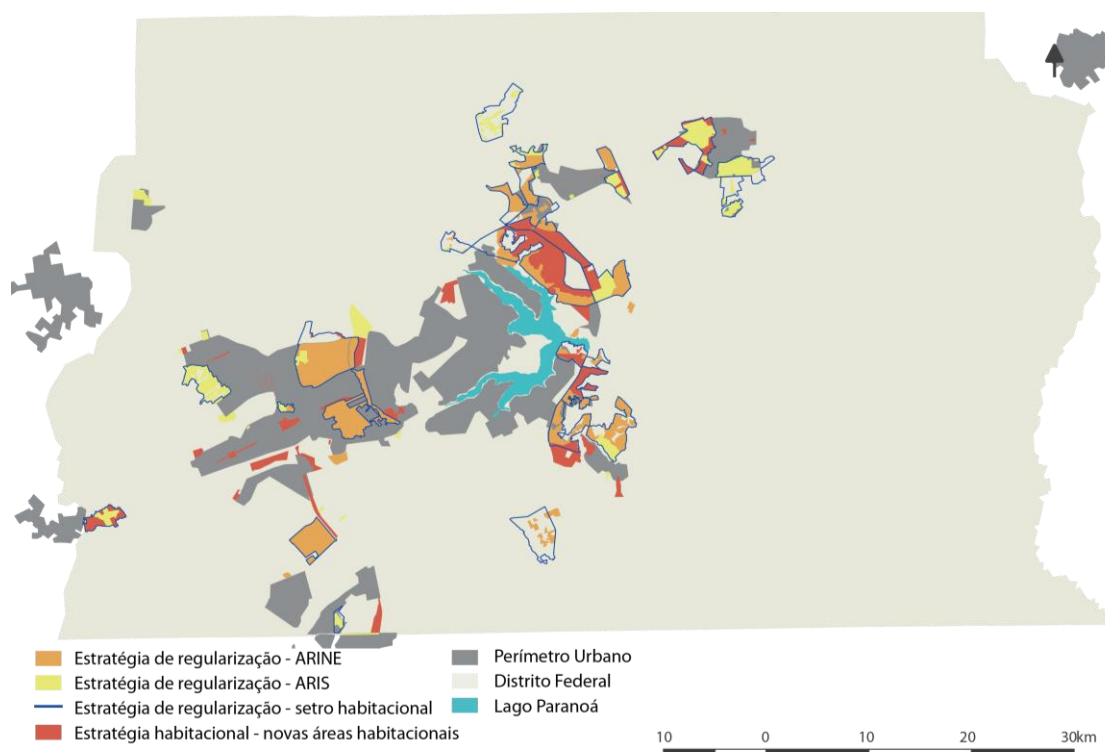 Estratégia de regularização - ARINE
Estratégia de regularização - ARIS
Estratégia de regularização - setro habitacional
Estratégia habitacional - novas áreas habitacionais
Perímetro Urbano
Distrito Federal
Lago Paranoá
10 0 10 20 30km